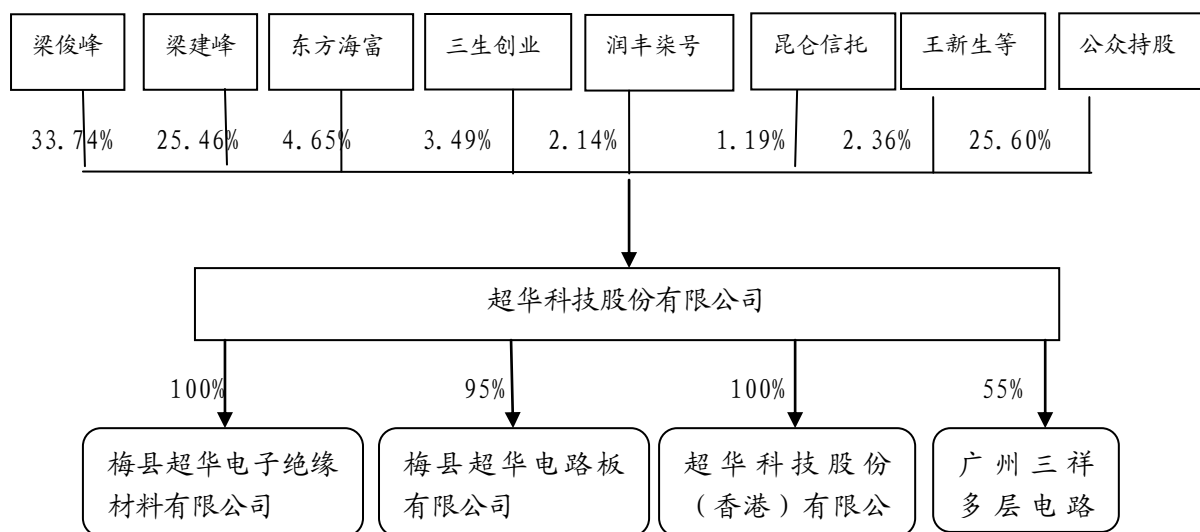 梁俊峰
梁建峰
东方海富
三生创业
润丰柒号
昆仑信托
王新生等
公众持股
33.74%
25.46%
4.65%
3.49%
2.14%
1.19%
2.36%
25.60%
超华科技股份有限公司
100%
95%
100%
55%
梅县超华电子绝缘
材料有限公司
梅县超华电路板
有限公司
超华科技股份
（香港）有限公
广州三祥
多层电路